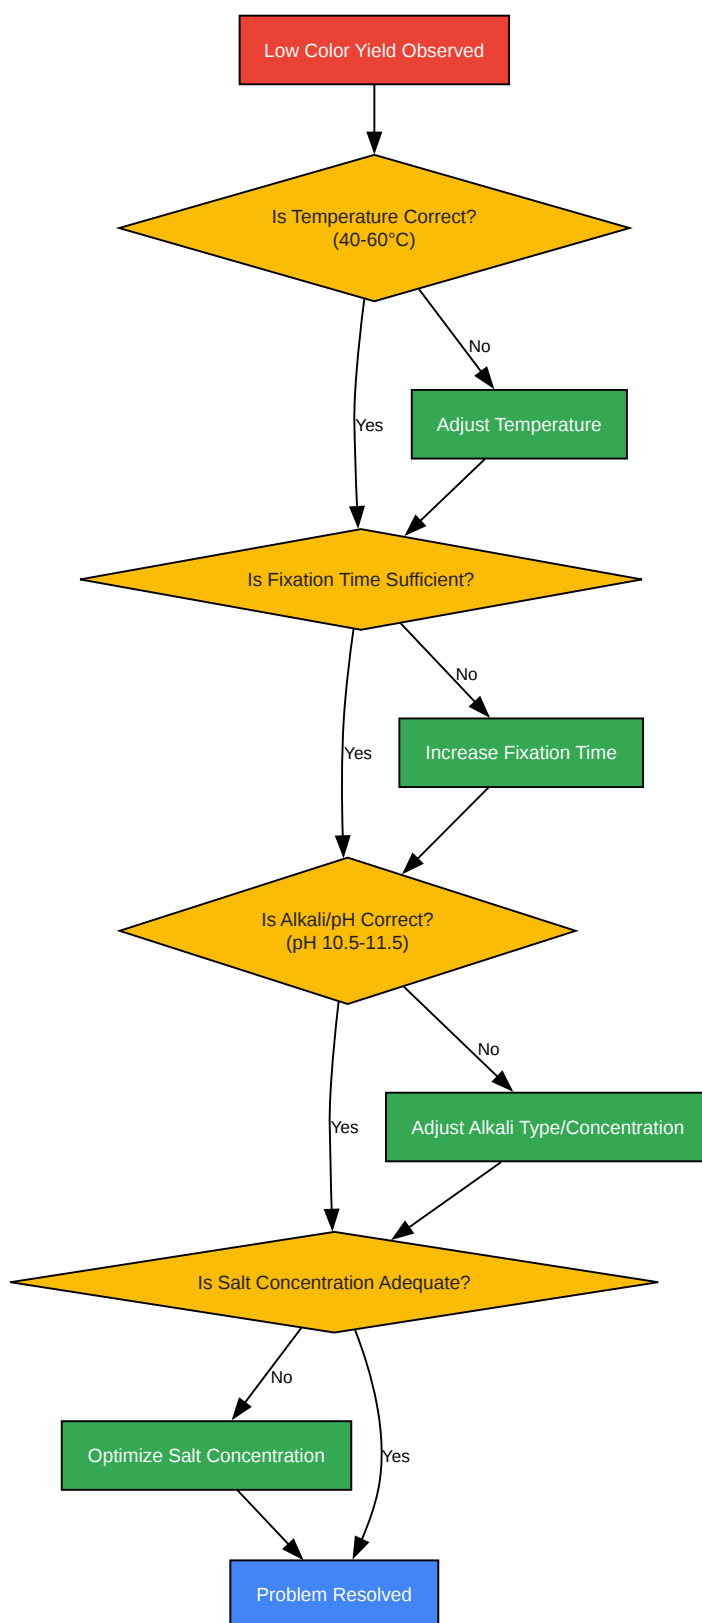 Low Color Yield Observed
Is Temperature Correct?
(40-60°C)
No
Adjust Temperature
Yes
Is Fixation Time Sufficient?
No
Increase Fixation Time
Yes
Is Alkali/pH Correct?
(pH 10.5-11.5)
No
Adjust Alkali Type/Concentration
Yes
Is Salt Concentration Adequate?
No
Optimize Salt Concentration
Yes
Problem Resolved